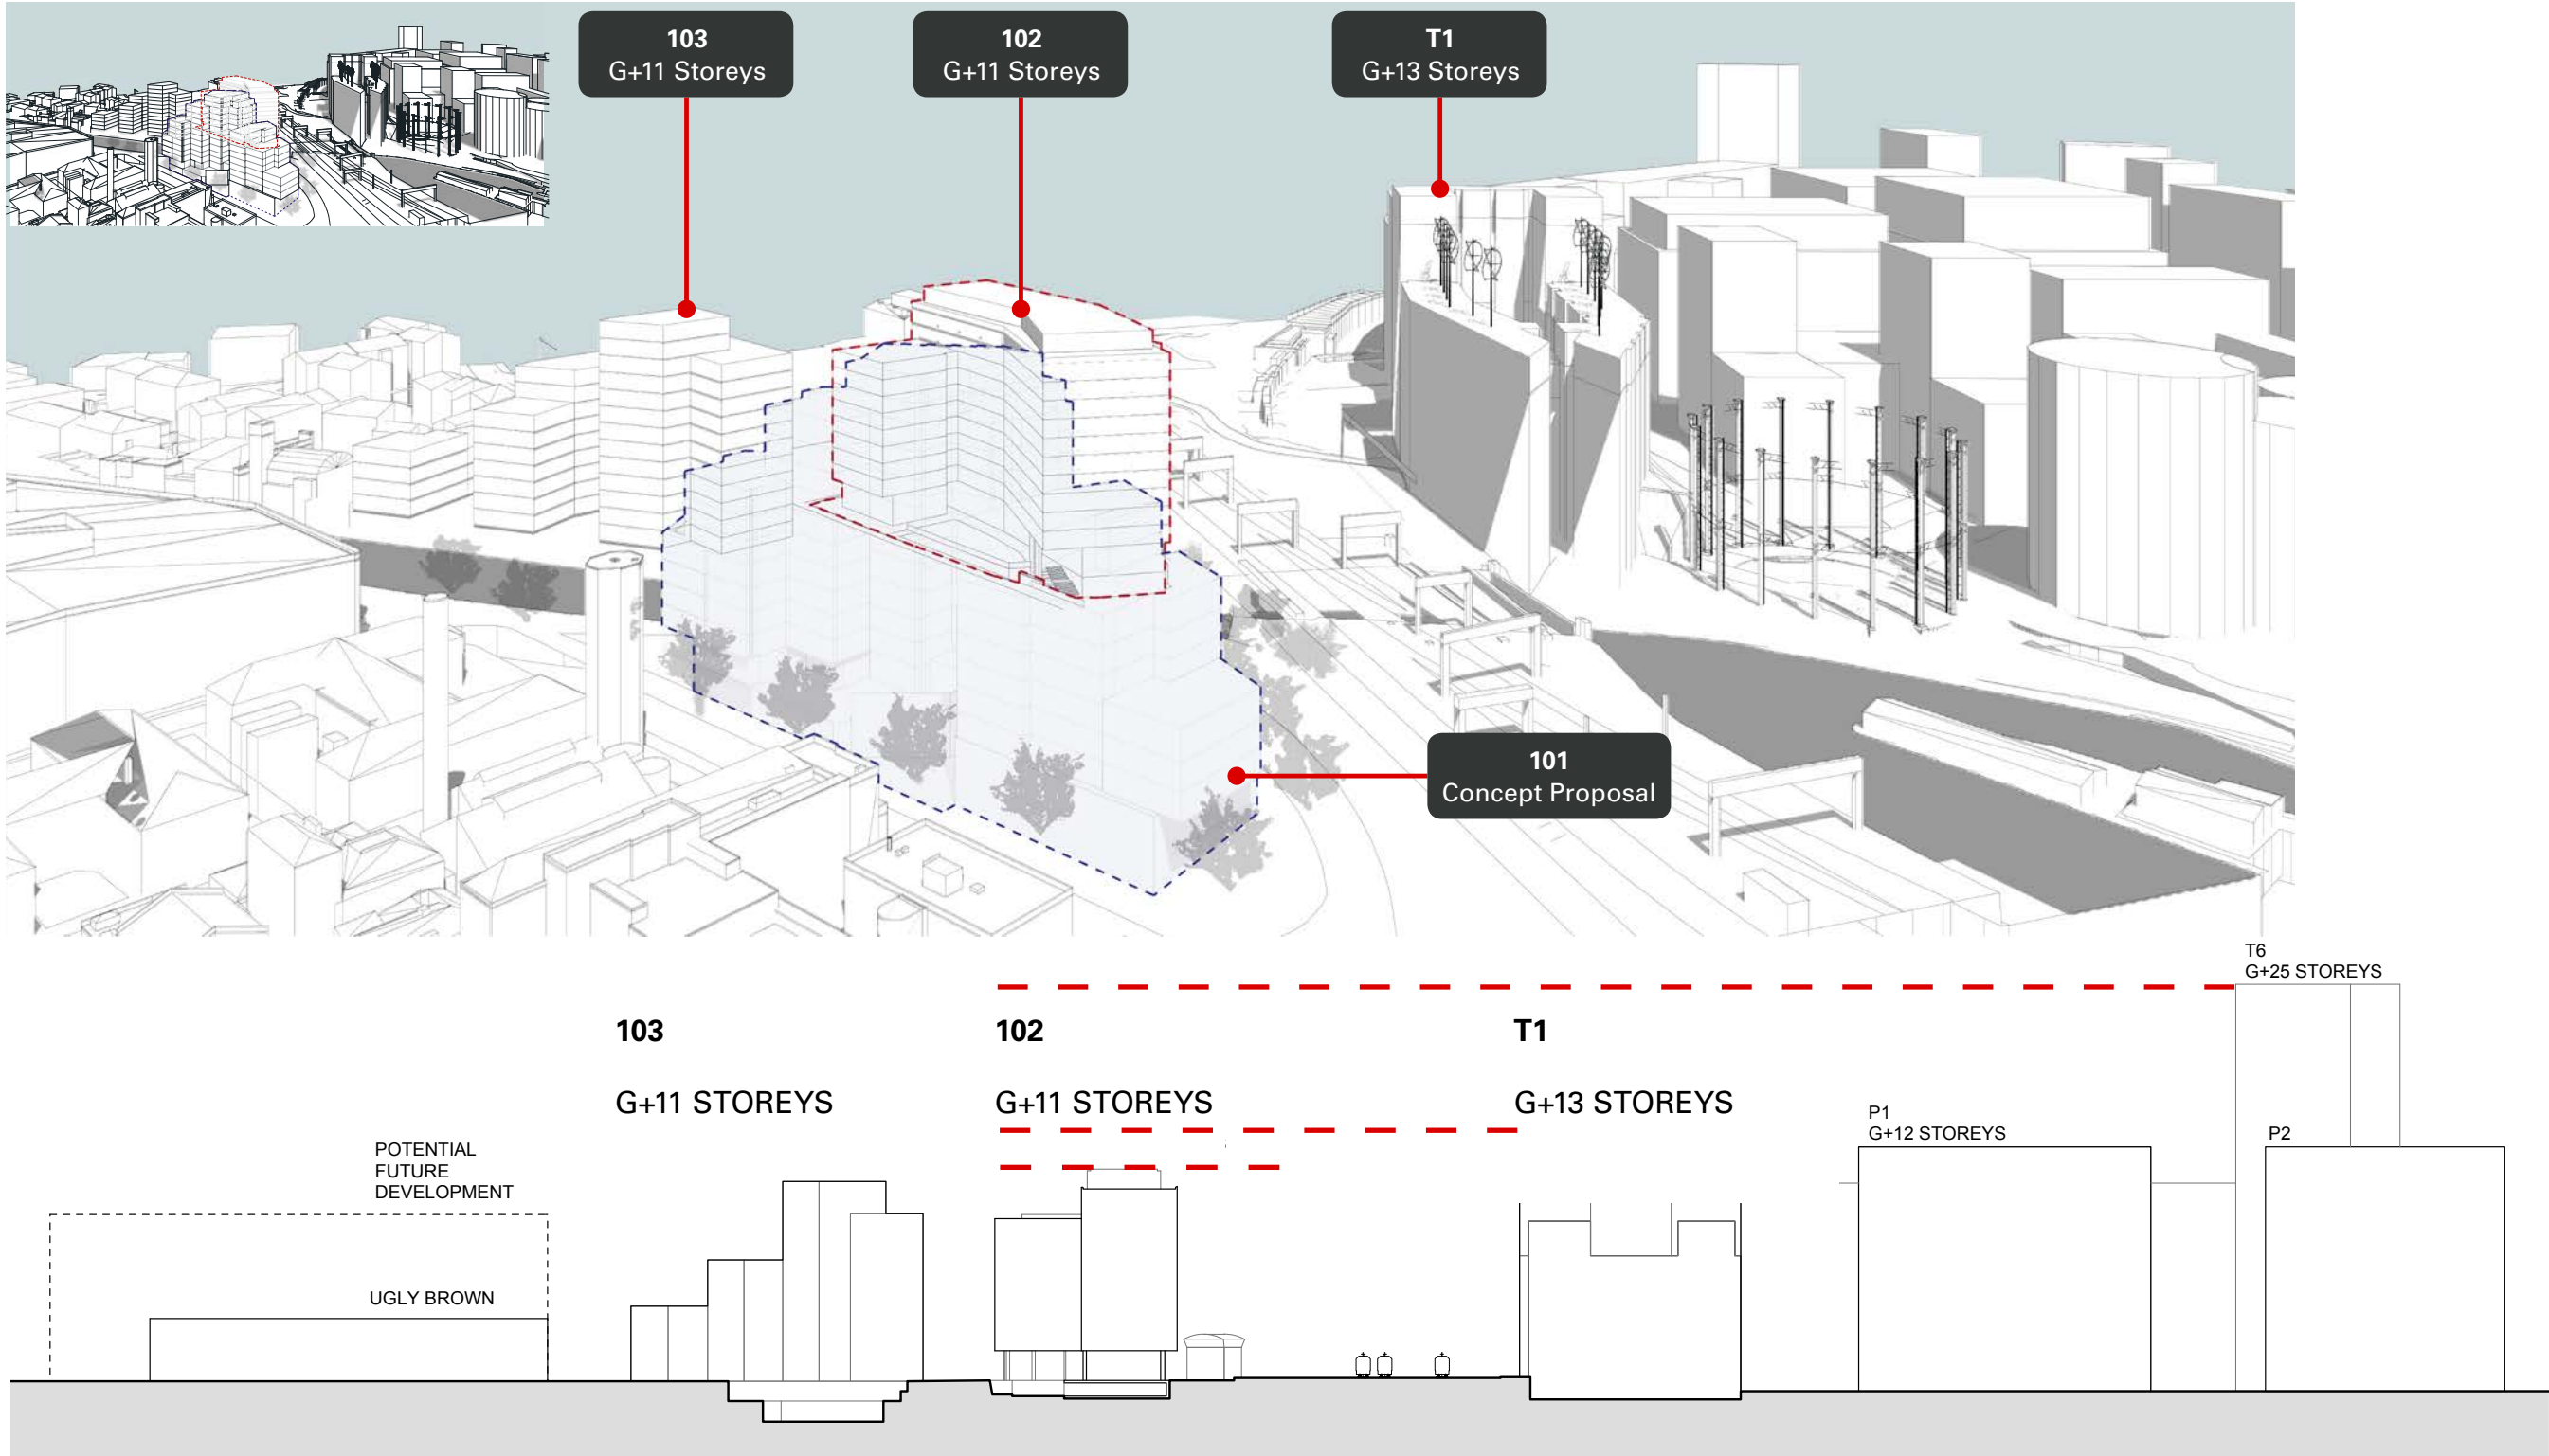 103
G+11 Storeys
102
G+11 Storeys
T1
G+13 Storeys
101
Concept Proposal
T6
G+25 STOREYS
103
102
T1
G+11 STOREYS
G+11 STOREYS
G+13 STOREYS
P1
G+12 STOREYS
P2
POTENTIAL
FUTURE
DEVELOPMENT
UGLY BROWN